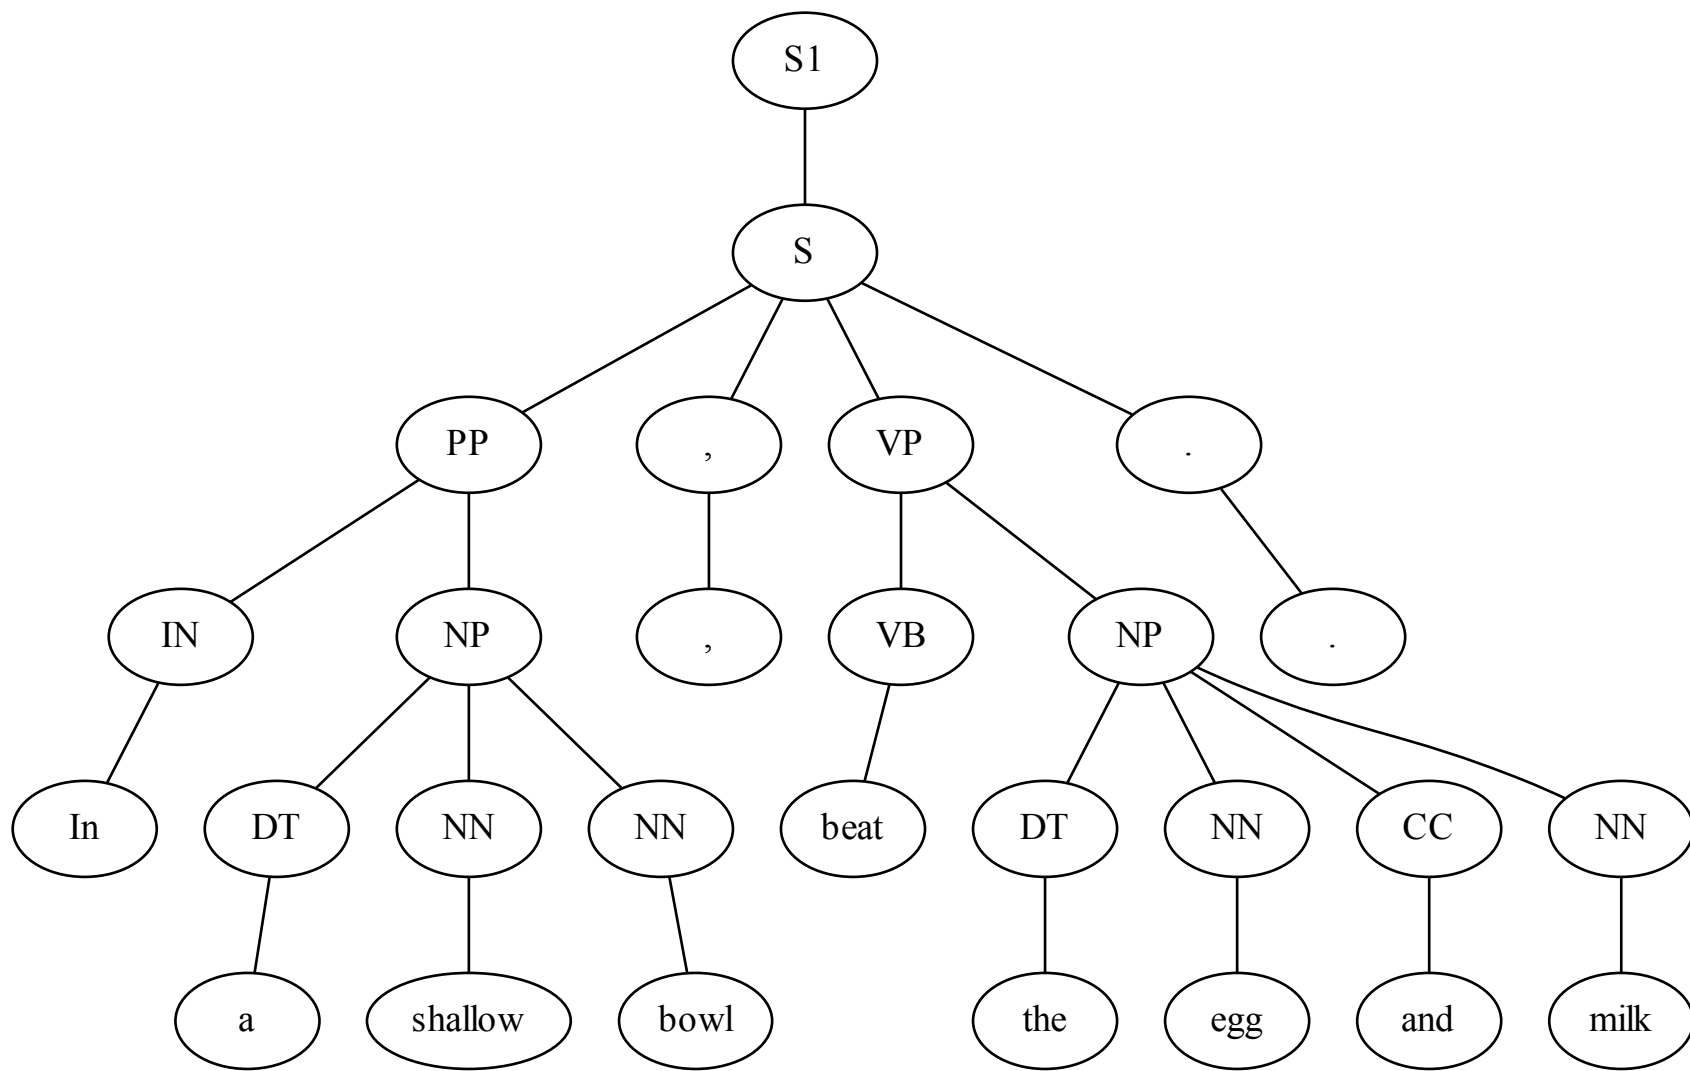 S1
S
PP , VP .
IN NP , VB NP .
In DT NN NN beat DT NN CC NN
a shallow bowl the egg and milk